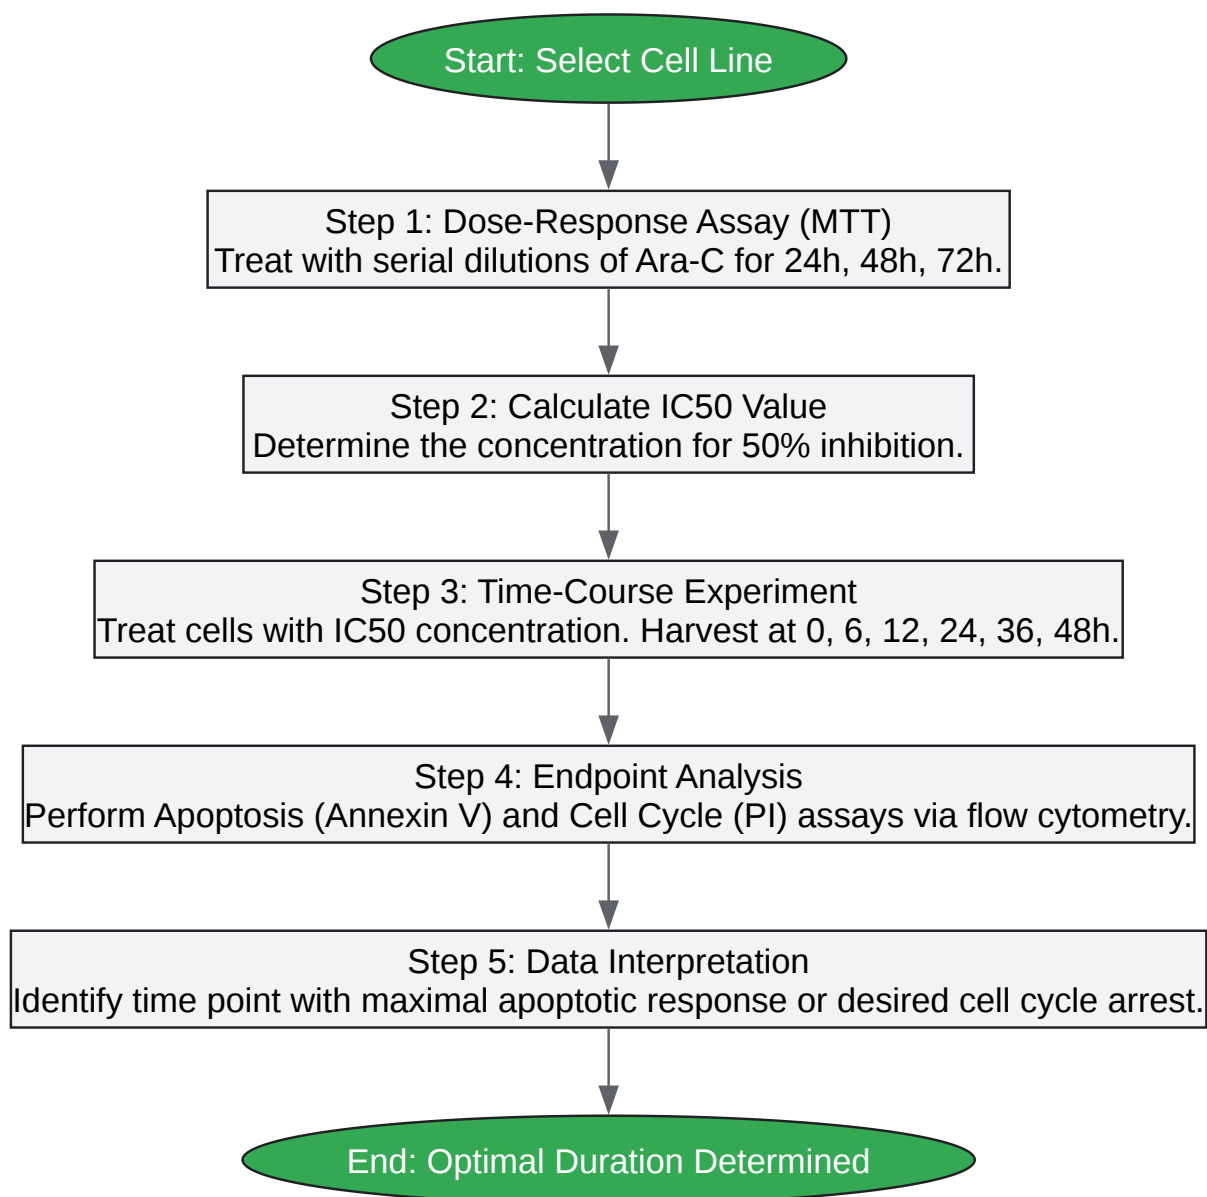 Start: Select Cell Line
Step 1: Dose-Response Assay (MTT)
Treat with serial dilutions of Ara-C for 24h, 48h, 72h.
Step 2: Calculate IC50 Value
Determine the concentration for 50% inhibition.
Step 3: Time-Course Experiment
Treat cells with IC50 concentration. Harvest at 0, 6, 12, 24, 36, 48h.
Step 4: Endpoint Analysis
Perform Apoptosis (Annexin V) and Cell Cycle (PI) assays via flow cytometry.
Step 5: Data Interpretation
Identify time point with maximal apoptotic response or desired cell cycle arrest.
End: Optimal Duration Determined